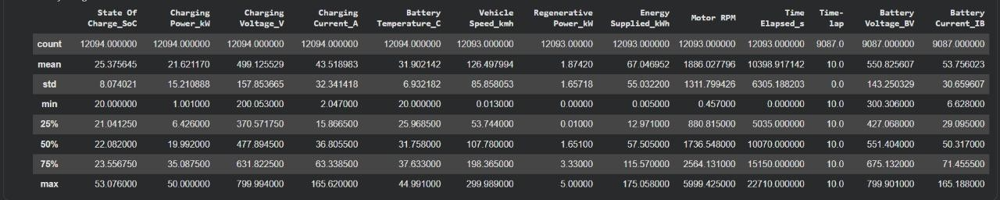 State Of Charging Charging Charging Battery Vehicle Regenerative Energy Motor RPM Time Time- Battery Battery
Charge_SoC Power_kW Voltage_V Current_A Temperature_C Speed_kmh Power_kW Supplied_kWh Elapsed_s lap Voltage_BV Current_IB
count 12094.000000 12094.000000 12094.000000 12094.000000 12094.000000 12093.000000 12093.00000 12093.000000 12093.000000 12093.000000 9087.0 9087.000000 9087.000000
mean 25.375645 21.621170 499.125529 43.518983 31.902142 126.497994 1.87420 67.046952 1886.027796 10398.917142 10.0 550.825607 53.756023
std 8.074021 15.210888 157.853665 32.341418 6.932182 85.858053 1.65718 55.032200 1311.799426 6305.188203 0.0 143.250329 30.659607
min 20.000000 1.001000 200.053000 2.047000 20.000000 0.013000 0.00000 0.005000 0.457000 0.000000 10.0 300.306000 6.628000
25% 21.041250 6.426000 370.571750 15.866500 25.968500 53.744000 0.01000 12.971000 880.815000 5035.000000 10.0 427.068000 29.095000
50% 22.082000 19.992000 477.894500 36.805500 31.758000 107.780000 1.65100 57.505000 1736.548000 10070.000000 10.0 551.404000 50.317000
75% 23.556750 35.087500 631.822500 63.338500 37.633000 198.365000 3.33000 115.570000 2564.131000 15150.000000 10.0 675.132000 71.455500
max 53.076000 50.000000 799.994000 165.620000 44.991000 299.989000 5.00000 175.058000 5999.425000 22710.000000 10.0 799.901000 165.188000